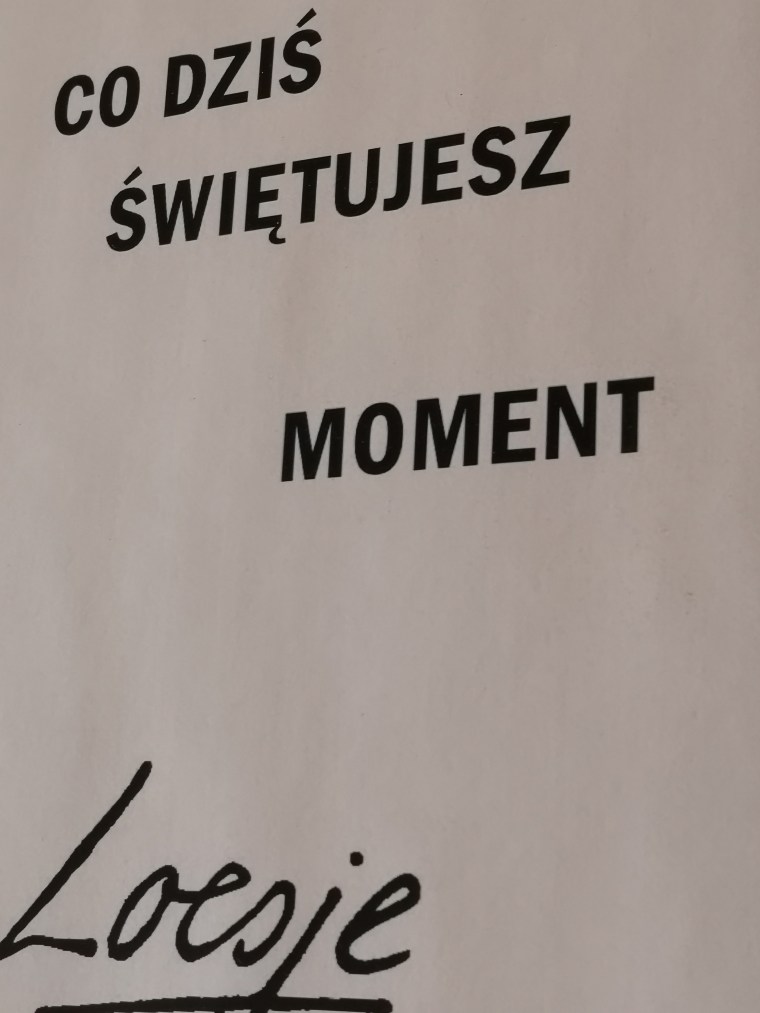 CO DZIŚ
ŚWIĘTUJESZ
MOMENT
Loesje